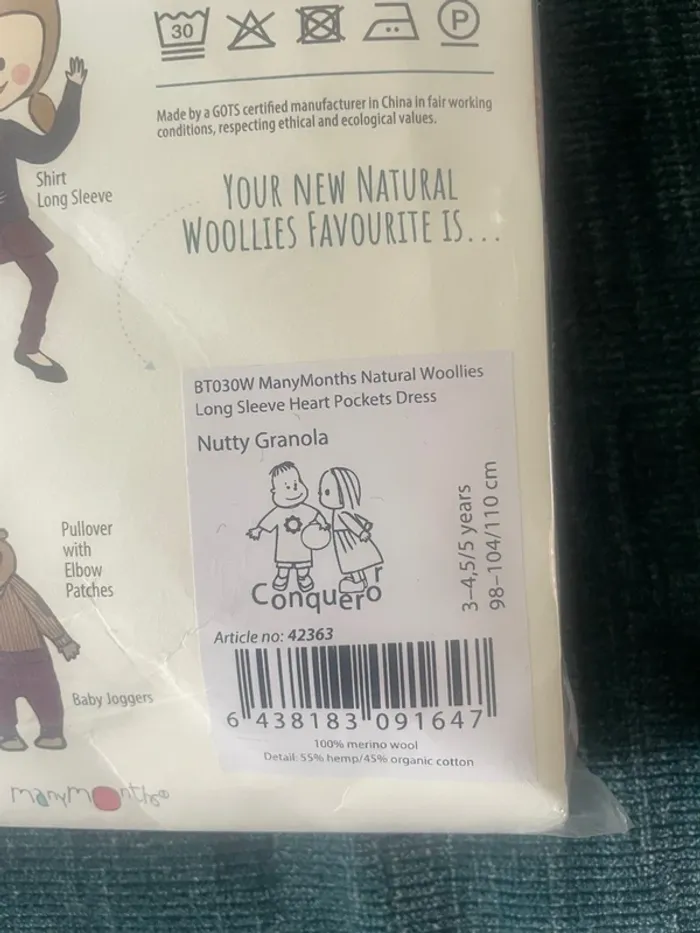 30
P
Made by a GOTS certified manufacturer in China in fair working
conditions, respecting ethical and ecological values.
Shirt
Long Sleeve
YOUR NEW NATURAL
WOOLLIES FAVOURITE IS...
BT030W ManyMonths Natural Woollies
Long Sleeve Heart Pockets Dress
Nutty Granola
Conqueror
3–4,5/5 years
98–104/110 cm
Pullover
with
Elbow
Patches
Article no: 42363
6 438183 091647
Baby Joggers
100% merino wool
Detail: 55% hemp/45% organic cotton
manymonths®